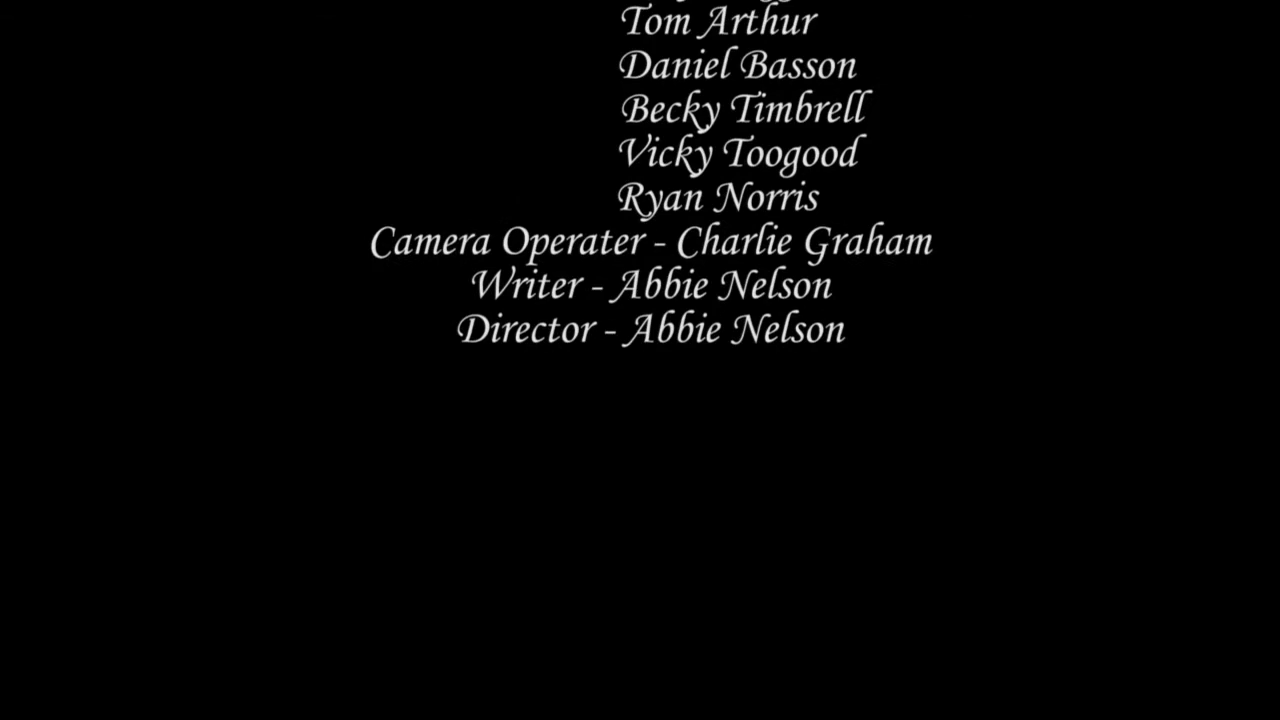 Tom Arthur
Daniel Basson
Becky Timbrell
Vicky Toogood
Ryan Norris
Camera Operater - Charlie Graham
Writer - Abbie Nelson
Director - Abbie Nelson